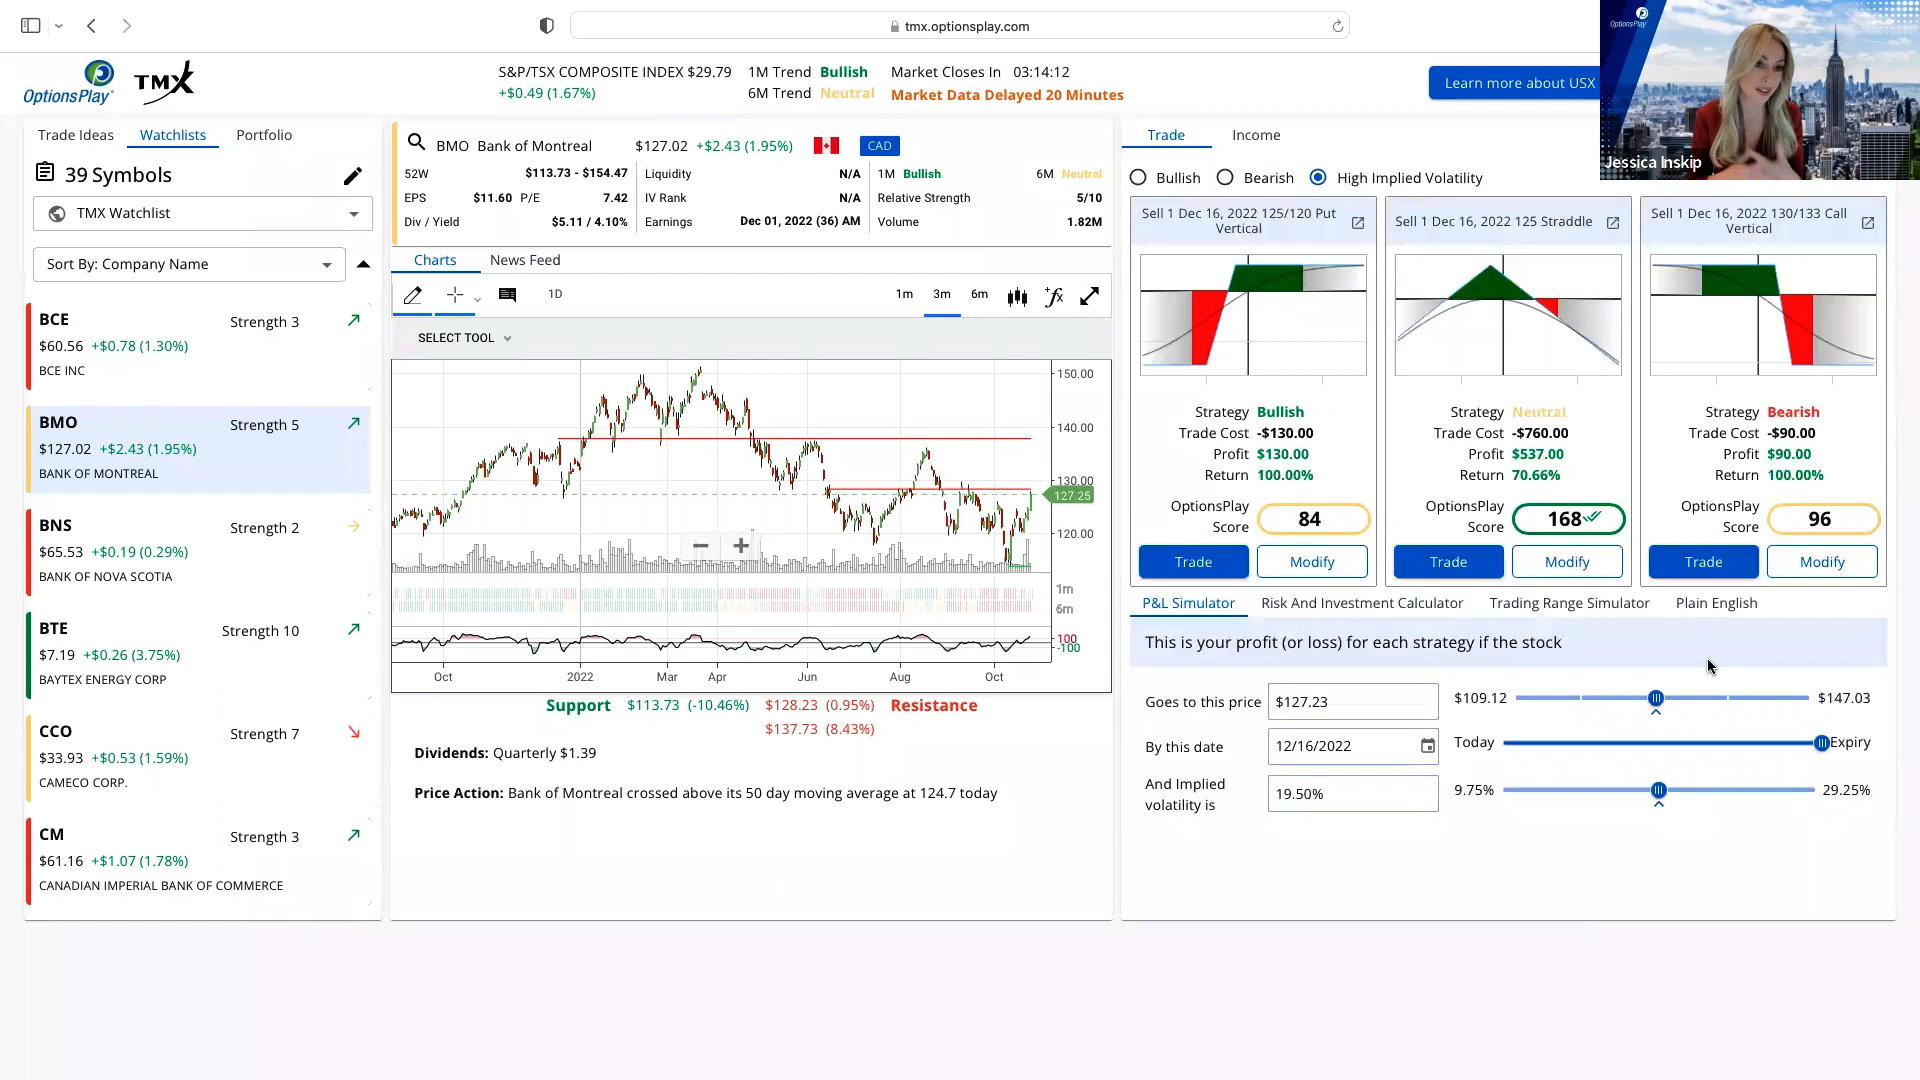 tmx.optionsplay.com
OptionsPlay
TMX
S&P/TSX COMPOSITE INDEX $29.79
+$0.49 (1.67%)
1M Trend Bullish
6M Trend Neutral
Market Closes In 03:14:12
Market Data Delayed 20 Minutes
Learn more about USX
OptionsPlay
Jessica Inskip
Trade Ideas
Watchlists
Portfolio
39 Symbols
TMX Watchlist
Sort By: Company Name
BCE
Strength 3
$60.56 +$0.78 (1.30%)
BCE INC
BMO
Strength 5
$127.02 +$2.43 (1.95%)
BANK OF MONTREAL
BNS
Strength 2
$65.53 +$0.19 (0.29%)
BANK OF NOVA SCOTIA
BTE
Strength 10
$7.19 +$0.26 (3.75%)
BAYTEX ENERGY CORP
CCO
Strength 7
$33.93 +$0.53 (1.59%)
CAMECO CORP.
CM
Strength 3
$61.16 +$1.07 (1.78%)
CANADIAN IMPERIAL BANK OF COMMERCE
BMO Bank of Montreal $127.02 +$2.43 (1.95%) CAD
52W $113.73 - $154.47
EPS $11.60 P/E 7.42
Div / Yield $5.11 / 4.10%
Liquidity N/A
IV Rank N/A
Earnings Dec 01, 2022 (36) AM
1M Bullish 6M Neutral
Relative Strength 5/10
Volume 1.82M
Charts
News Feed
1D
1m
3m
6m
SELECT TOOL
150.00
140.00
130.00
127.25
120.00
1m
6m
100
-100
Oct 2022 Mar Apr Jun Aug Oct
Support $113.73 (-10.46%) $128.23 (0.95%) Resistance
$137.73 (8.43%)
Dividends: Quarterly $1.39
Price Action: Bank of Montreal crossed above its 50 day moving average at 124.7 today
Trade
Income
Bullish
Bearish
High Implied Volatility
Sell 1 Dec 16, 2022 125/120 Put
Vertical
Strategy Bullish
Trade Cost -$130.00
Profit $130.00
Return 100.00%
OptionsPlay
Score
84
Trade
Modify
Sell 1 Dec 16, 2022 125 Straddle
Strategy Neutral
Trade Cost -$760.00
Profit $537.00
Return 70.66%
OptionsPlay
Score
168
Trade
Modify
Sell 1 Dec 16, 2022 130/133 Call
Vertical
Strategy Bearish
Trade Cost -$90.00
Profit $90.00
Return 100.00%
OptionsPlay
Score
96
Trade
Modify
P&L Simulator
Risk And Investment Calculator
Trading Range Simulator
Plain English
This is your profit (or loss) for each strategy if the stock
Goes to this price
$127.23
$109.12
$147.03
By this date
12/16/2022
Today
Expiry
And Implied
volatility is
19.50%
9.75%
29.25%